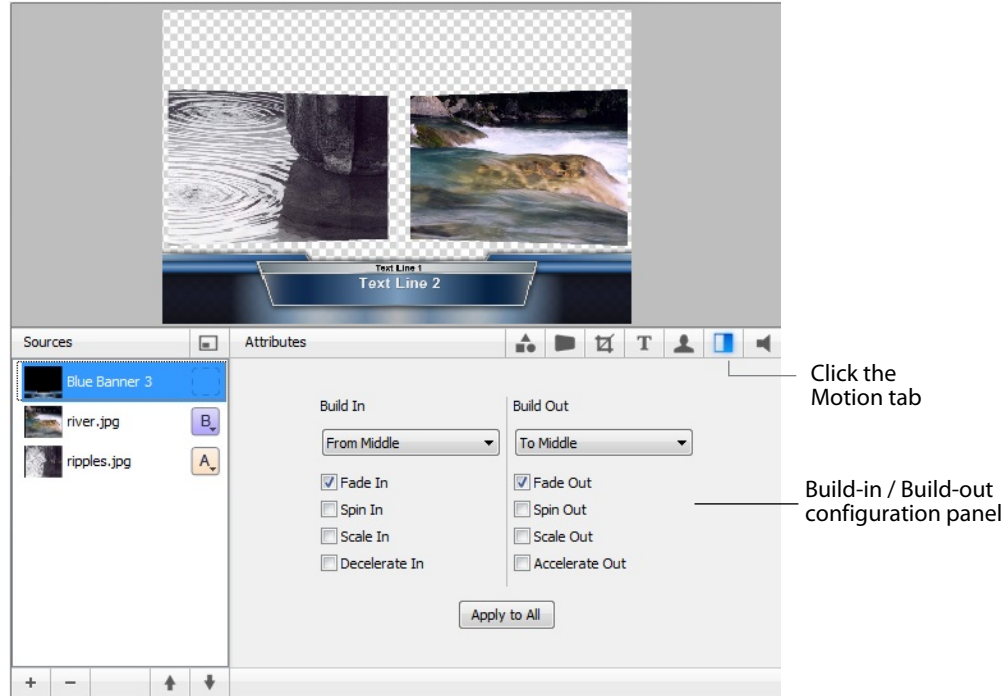 Text Line 1
Text Line 2
Sources
Attributes
T
Blue Banner 3
river.jpg
B
ripples.jpg
A
Build In
Build Out
From Middle
To Middle
Fade In
Fade Out
Spin In
Spin Out
Scale In
Scale Out
Decelerate In
Accelerate Out
Apply to All
Click the
Motion tab
Build-in / Build-out
configuration panel